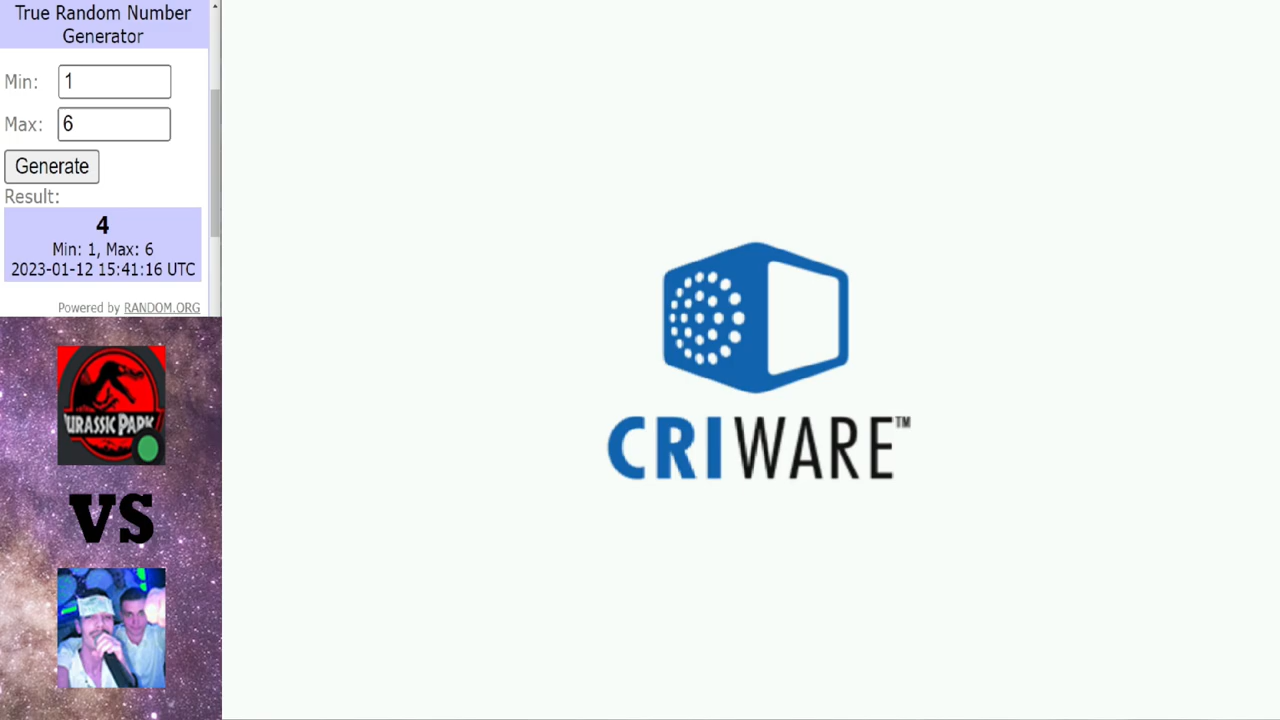 True Random Number
Generator
Min: 1
Max: 6
Generate
Result:
4
Min: 1, Max: 6
2023-01-12 15:41:16 UTC
Powered by RANDOM.ORG
JURASSIC PARK
VS
CRIWARE™